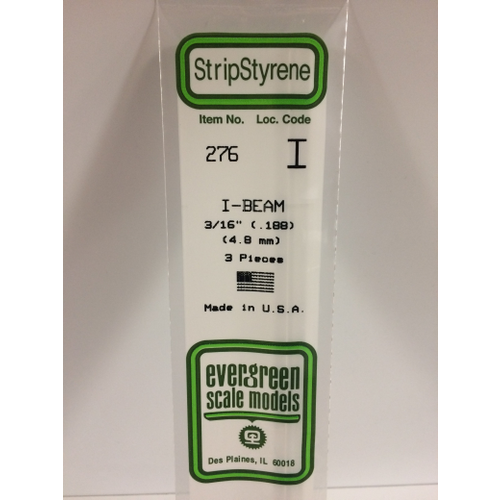 StripStyrene
Item No. Loc. Code
276 I
I-BEAM
3/16" (.188)
(4.8 mm)
3 Pieces
Made in U.S.A.
evergreen
scale models
Des Plaines, IL 60018